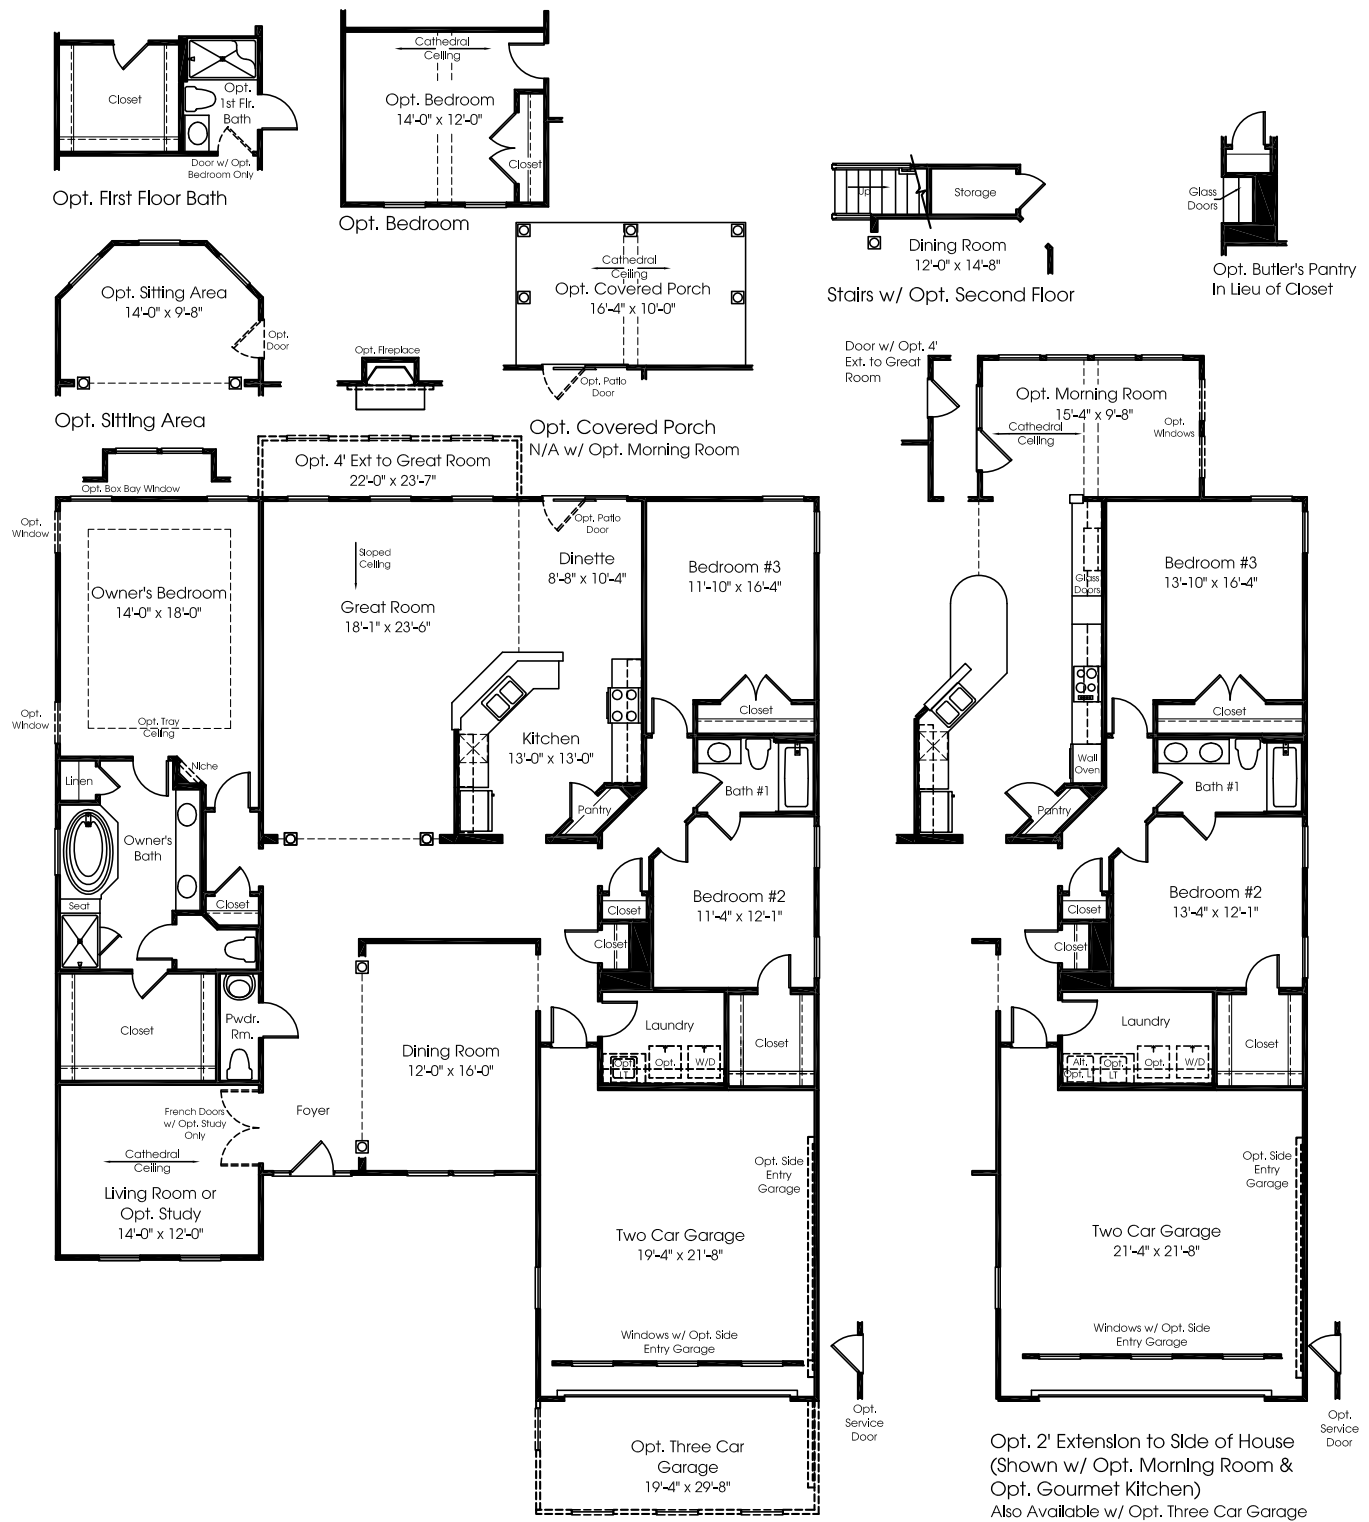 Closet
Opt.
1st Flr.
Bath
Door w/ Opt.
Bedroom Only
Opt. First Floor Bath
Cathedral
Ceiling
Opt. Bedroom
14'-0" x 12'-0"
Closet
Opt. Bedroom
Up
Storage
Dining Room
12'-0" x 14'-8"
Stairs w/ Opt. Second Floor
Glass
Doors
Opt. Butler's Pantry
In Lieu of Closet
Opt. Sitting Area
14'-0" x 9'-8"
Opt.
Door
Opt. Sitting Area
Opt. Fireplace
Cathedral
Ceiling
Opt. Covered Porch
16'-4" x 10'-0"
Opt. Patio
Door
Opt. Covered Porch
N/A w/ Opt. Morning Room
Door w/ Opt. 4'
Ext. to Great
Room
Opt. Morning Room
15'-4" x 9'-8"
Cathedral
Ceiling
Opt.
Windows
Opt. Box Bay Window
Opt. 4' Ext to Great Room
22'-0" x 23'-7"
Opt.
Window
Owner's Bedroom
14'-0" x 18'-0"
Opt.
Window
Opt. Tray
Ceiling
Sloped
Ceiling
Great Room
18'-1" x 23'-6"
Opt. Patio
Door
Dinette
8'-8" x 10'-4"
Bedroom #3
11'-10" x 16'-4"
Closet
Kitchen
13'-0" x 13'-0"
Pantry
Bath #1
Linen
Niche
Owner's
Bath
Seat
Closet
Bedroom #2
11'-4" x 12'-1"
Closet
Closet
Closet
Pwdr.
Rm.
Dining Room
12'-0" x 16'-0"
Laundry
Opt.
LT
Opt.
W/D
Closet
Foyer
French Doors
w/ Opt. Study
Only
Cathedral
Ceiling
Living Room or
Opt. Study
14'-0" x 12'-0"
Opt. Side
Entry
Garage
Two Car Garage
19'-4" x 21'-8"
Windows w/ Opt. Side
Entry Garage
Opt.
Service
Door
Opt. Three Car
Garage
19'-4" x 29'-8"
Glass
Doors
Bedroom #3
13'-10" x 16'-4"
Closet
Wall
Oven
Bath #1
Pantry
Bedroom #2
13'-4" x 12'-1"
Closet
Closet
Laundry
Alt.
Opt. LT
Opt.
LT
Opt.
W/D
Closet
Opt. Side
Entry
Garage
Two Car Garage
21'-4" x 21'-8"
Windows w/ Opt. Side
Entry Garage
Opt.
Service
Door
Opt. 2' Extension to Side of House
(Shown w/ Opt. Morning Room &
Opt. Gourmet Kitchen)
Also Available w/ Opt. Three Car Garage